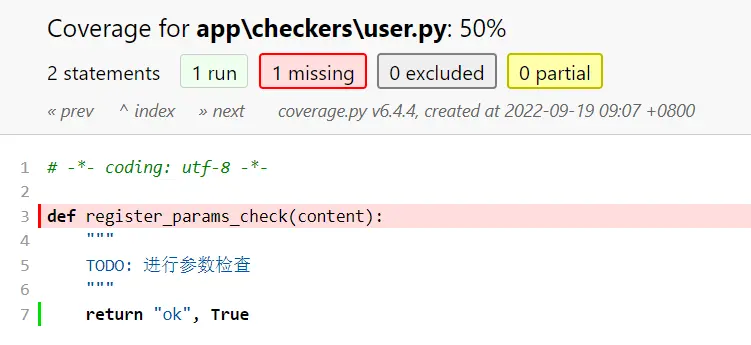 Coverage for app\checkers\user.py: 50%
2 statements 1 run 1 missing 0 excluded 0 partial
« prev ^ index » next coverage.py v6.4.4, created at 2022-09-19 09:07 +0800
1 # -*- coding: utf-8 -*-
2
3 def register_params_check(content):
4 """
5 TODO: 进行参数检查
6 """
7 return "ok", True